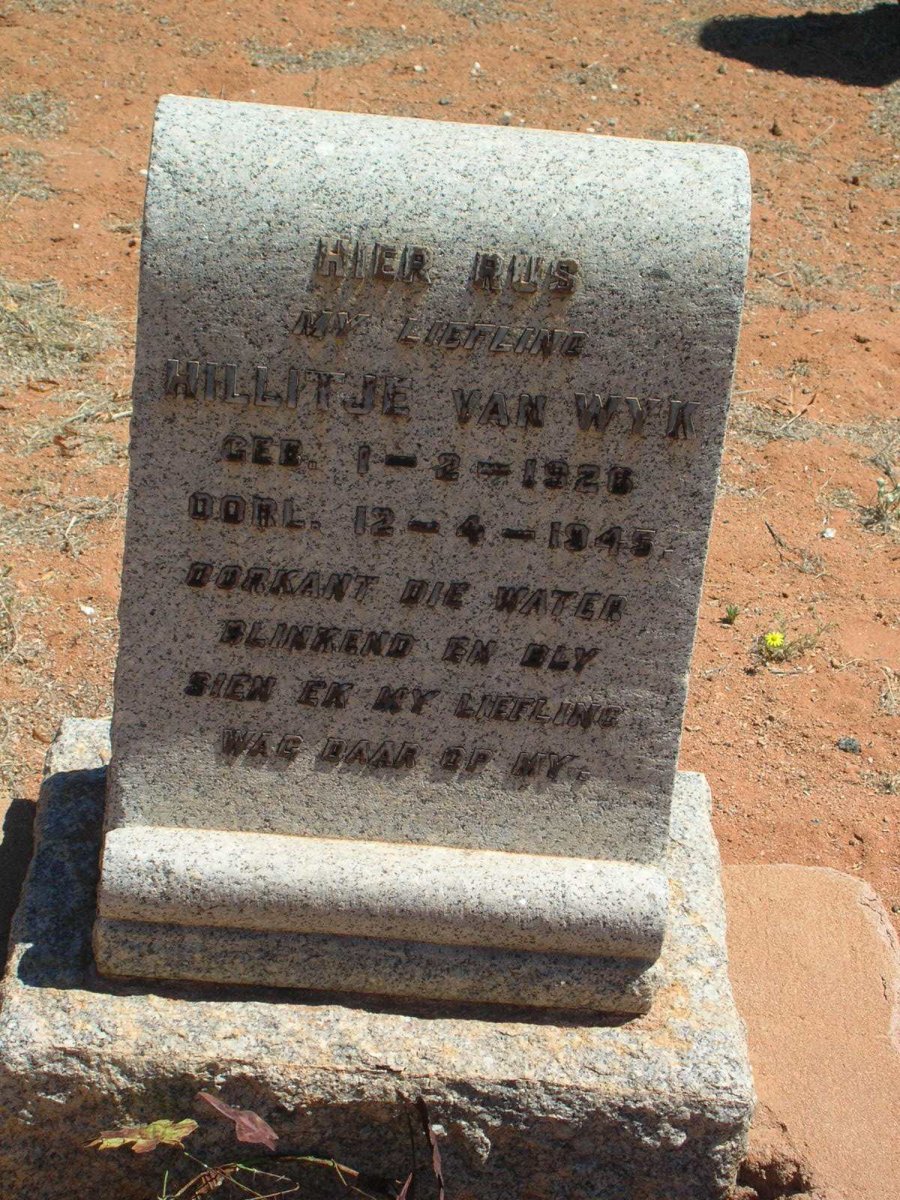 HIER RUS
MY LIEFLING
HILLITJE VAN WYK
GEB. 1-2-1926
OORL. 12-4-1945.
OORKANT DIE WATER
BLINKEND EN BLY
SIEN EK MY LIEFLING
WAG DAAR OP MY.